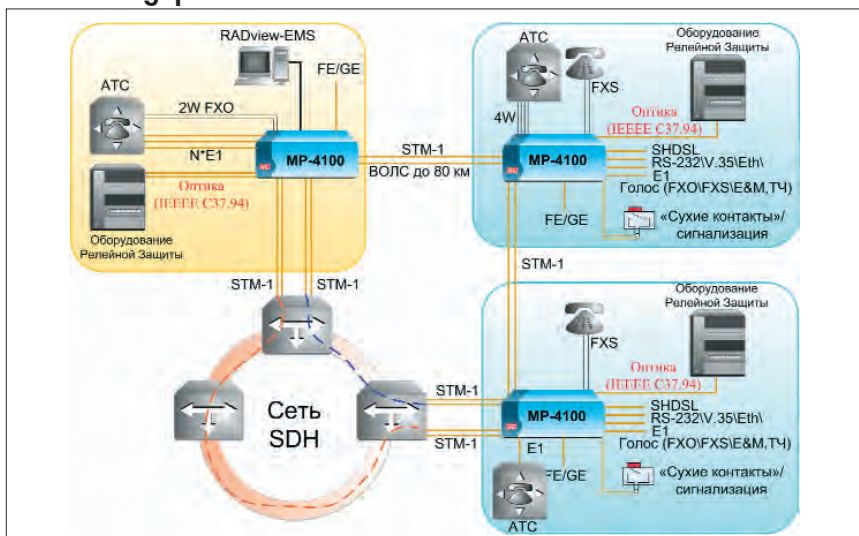 RADview-EMS
FE/GE
АТС
2W FXO
N*E1
MP-4100
Оптика
(IEEEE C37.94)
Оборудование
Релейной Защиты
STM-1
ВОЛС до 80 км
АТС
FXS
4W
Оборудование
Релейной Защиты
Оптика
(IEEEE C37.94)
MP-4100
SHDSL
RS-232\V.35\Eth\
E1
Голос (FXO\FXS\E&M,ТЧ)
FE/GE
«Сухие контакты»/
сигнализация
STM-1
STM-1
STM-1
Сеть
SDH
STM-1
STM-1
Оборудование
Релейной Защиты
FXS
Оптика
(IEEEE C37.94)
MP-4100
SHDSL
RS-232\V.35\Eth\
E1
Голос (FXO\FXS\E&M,ТЧ)
E1
FE/GE
«Сухие контакты»/
сигнализация
АТС